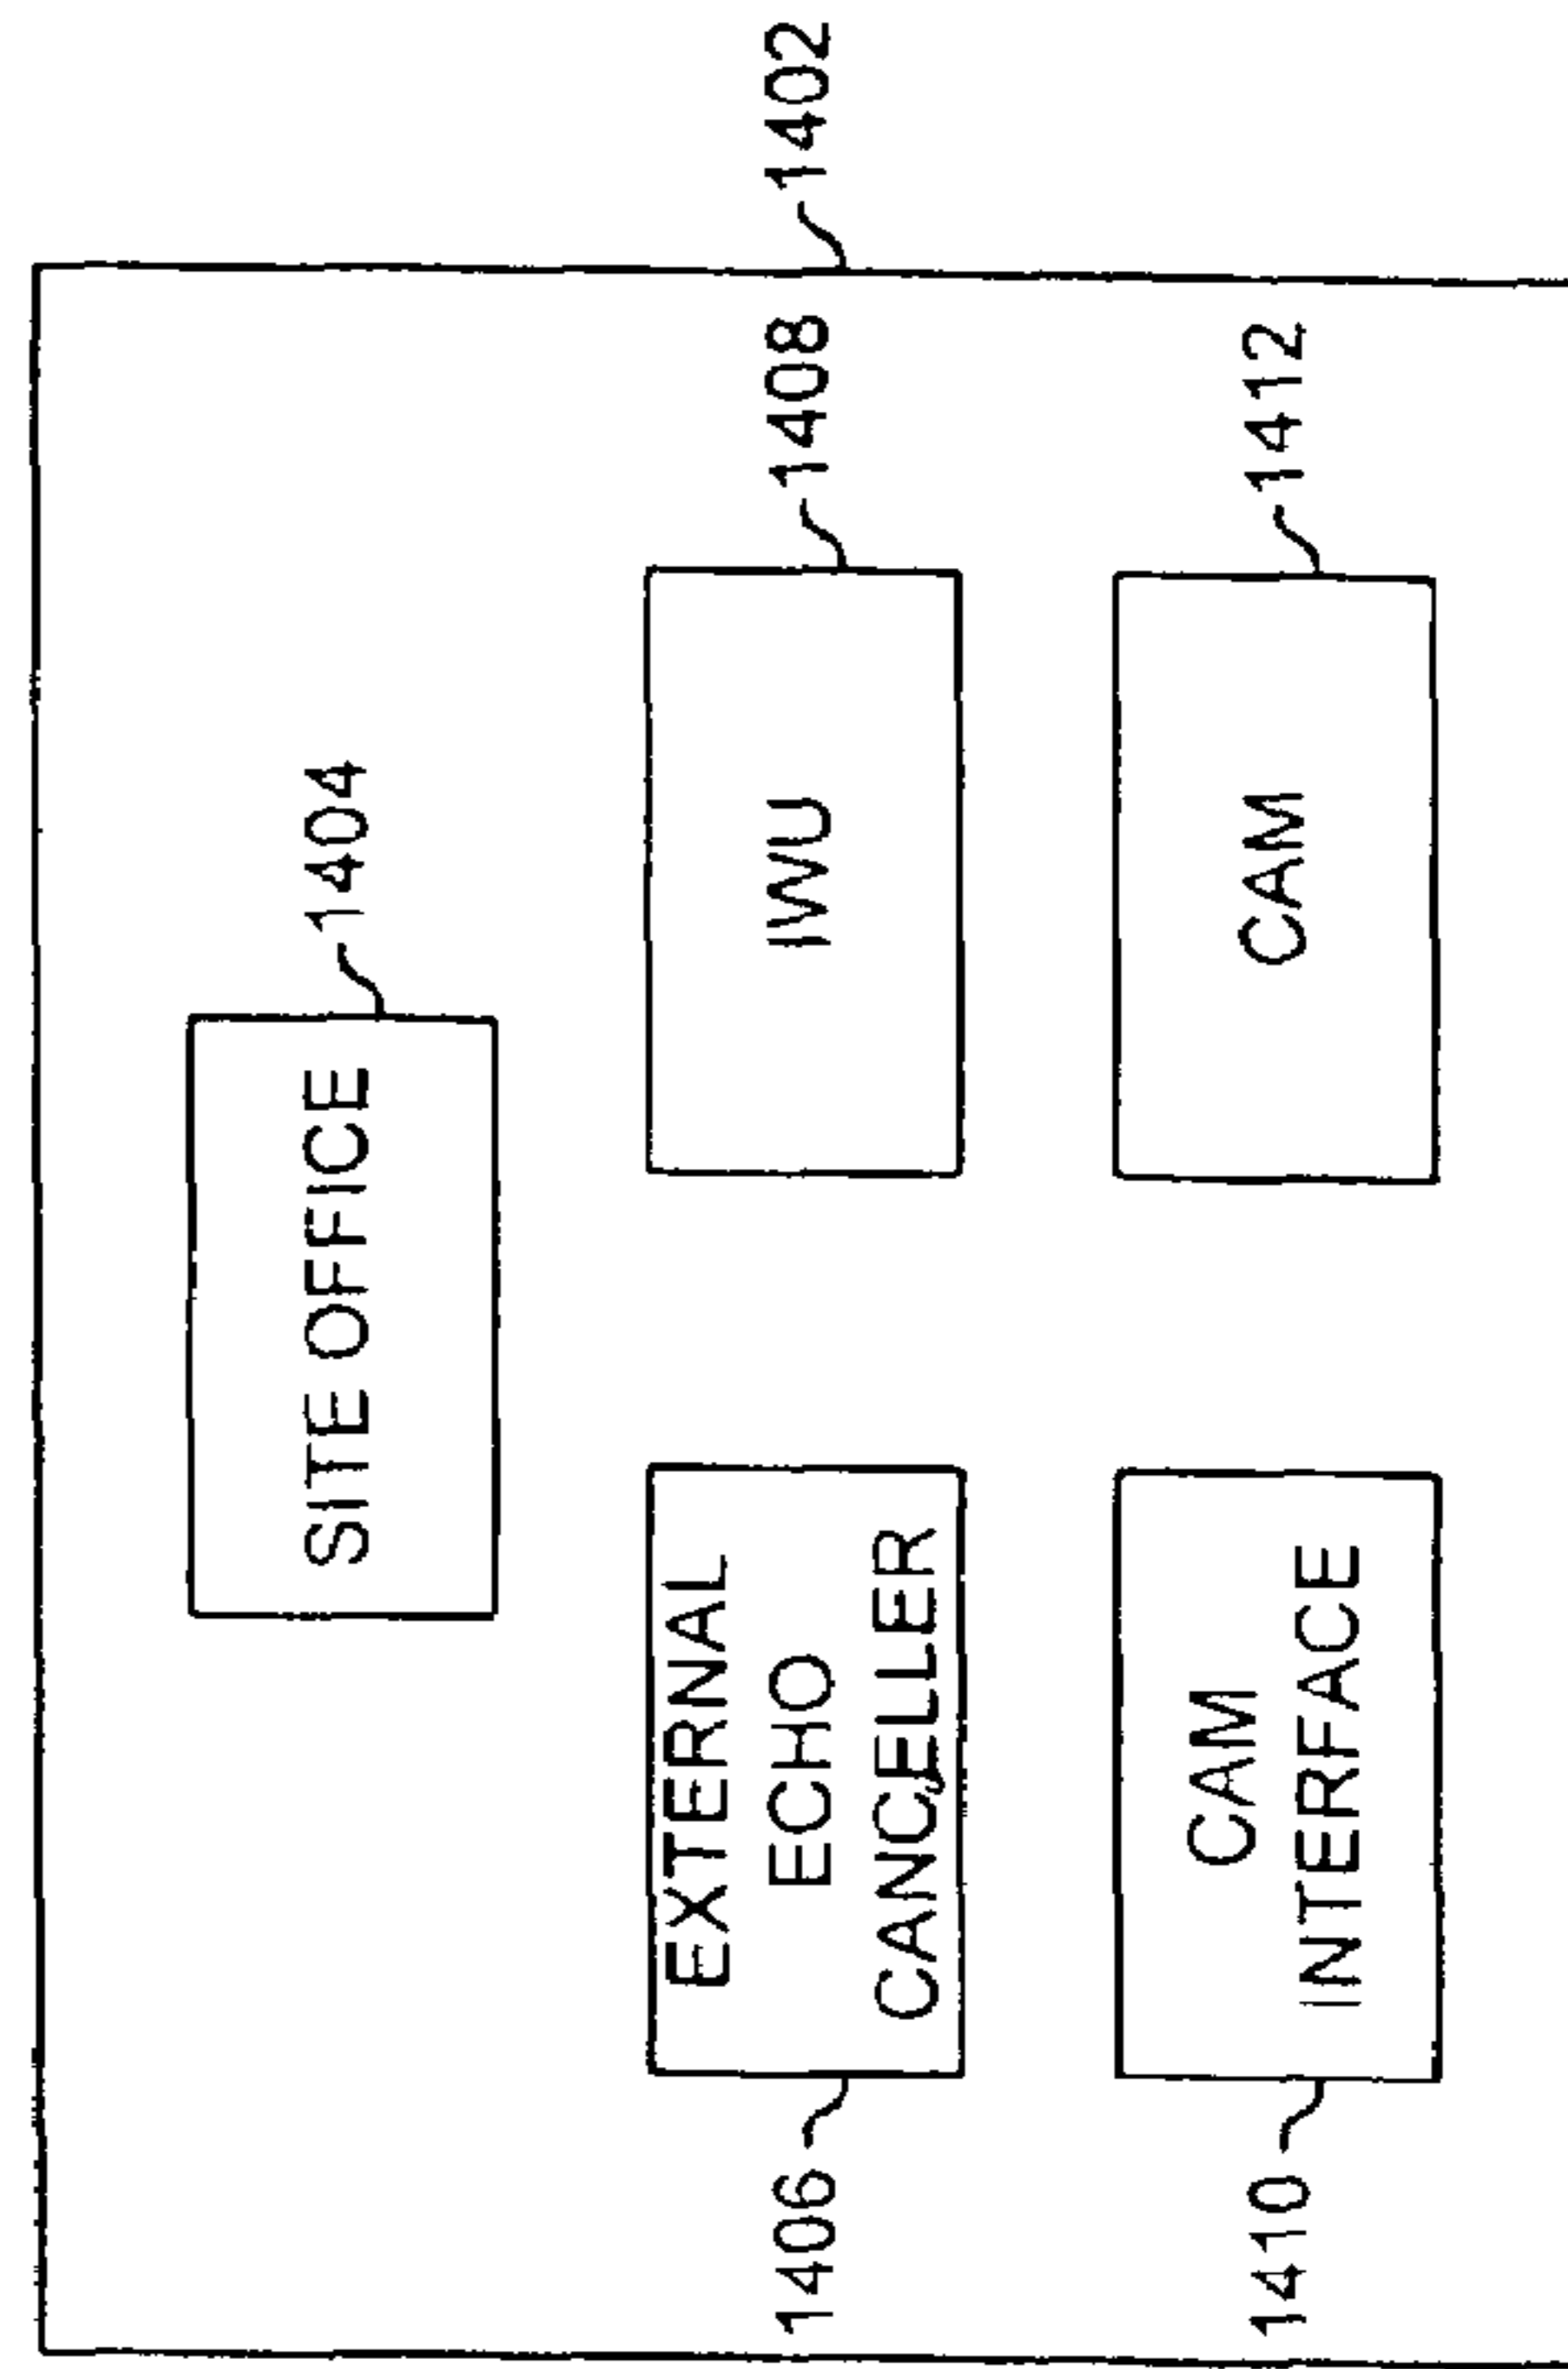 1402
SITE OFFICE
1404
EXTERNAL
ECHO
CANCELLER
1406
IWU
1408
CAM
INTERFACE
1410
CAM
1412